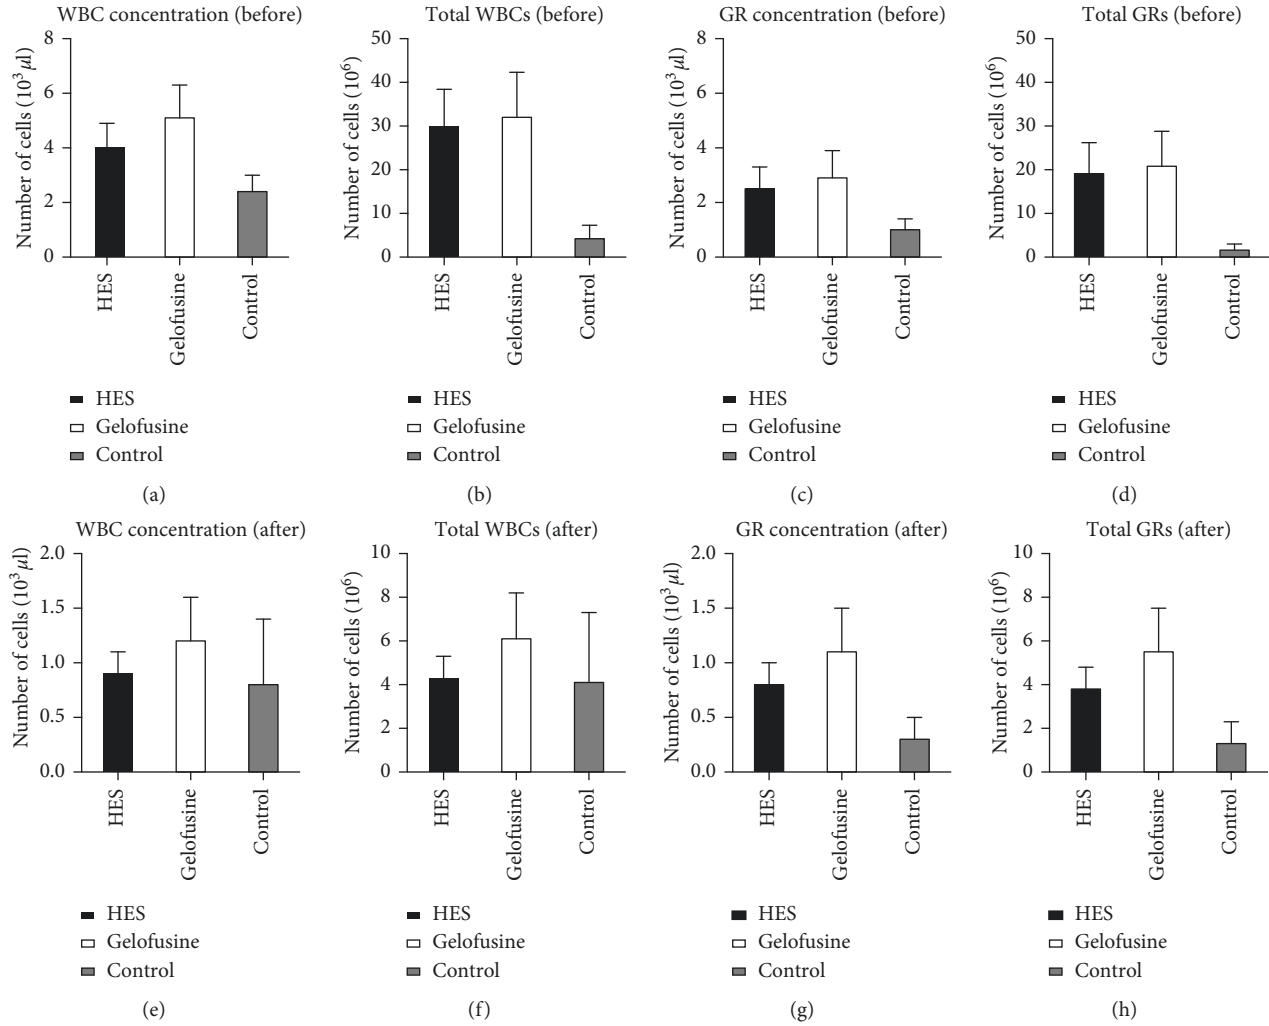 WBC concentration (before)
Number of cells (10³ µl)
8
6
4
2
0
HES
Gelofusine
Control
HES
Gelofusine
Control
(a)
Total WBCs (before)
Number of cells (10⁶)
50
40
30
20
10
0
HES
Gelofusine
Control
HES
Gelofusine
Control
(b)
GR concentration (before)
Number of cells (10³ µl)
8
6
4
2
0
HES
Gelofusine
Control
HES
Gelofusine
Control
(c)
Total GRs (before)
Number of cells (10⁶)
50
40
30
20
10
0
HES
Gelofusine
Control
HES
Gelofusine
Control
(d)
WBC concentration (after)
Number of cells (10³ µl)
2.0
1.5
1.0
0.5
0.0
HES
Gelofusine
Control
HES
Gelofusine
Control
(e)
Total WBCs (after)
Number of cells (10⁶)
10
8
6
4
2
0
HES
Gelofusine
Control
HES
Gelofusine
Control
(f)
GR concentration (after)
Number of cells (10³ µl)
2.0
1.5
1.0
0.5
0.0
HES
Gelofusine
Control
HES
Gelofusine
Control
(g)
Total GRs (after)
Number of cells (10⁶)
10
8
6
4
2
0
HES
Gelofusine
Control
HES
Gelofusine
Control
(h)